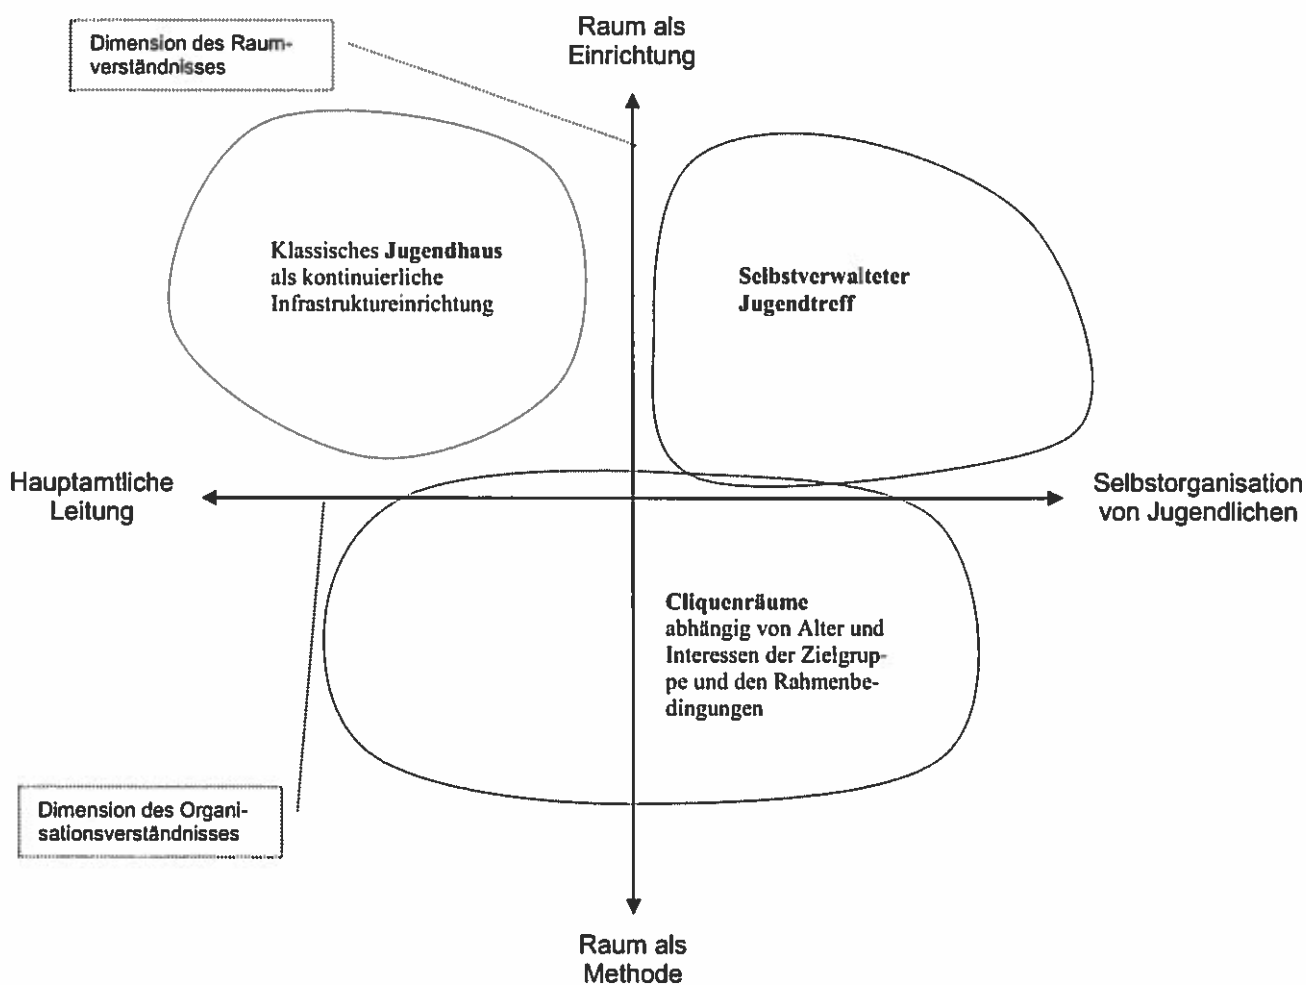 Raum als
Einrichtung
Dimension des Raum-
verständnisses
Klassisches Jugendhaus
als kontinuierliche
Infrastruktureinrichtung
Selbstverwalteter
Jugendtreff
Hauptamtliche
Leitung
Selbstorganisation
von Jugendlichen
Cliquenräume
abhängig von Alter und
Interessen der Zielgrup-
pe und den Rahmenbe-
dingungen
Dimension des Organi-
sationsverständnisses
Raum als
Methode